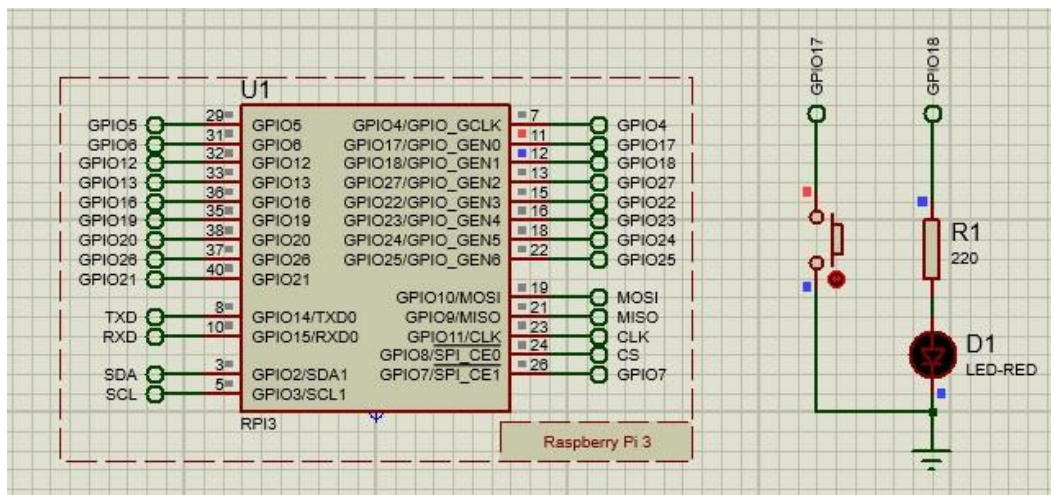 U1
GPIO5 29 GPIO5 GPIO4/GPIO_GCLK 7 GPIO4
GPIO6 31 GPIO6 GPIO17/GPIO_GEN0 11 GPIO17
GPIO12 32 GPIO12 GPIO18/GPIO_GEN1 12 GPIO18
GPIO13 33 GPIO13 GPIO27/GPIO_GEN2 13 GPIO27
GPIO16 36 GPIO16 GPIO22/GPIO_GEN3 15 GPIO22
GPIO19 35 GPIO19 GPIO23/GPIO_GEN4 16 GPIO23
GPIO20 38 GPIO20 GPIO24/GPIO_GEN5 18 GPIO24
GPIO26 37 GPIO26 GPIO25/GPIO_GEN6 22 GPIO25
GPIO21 40 GPIO21
GPIO10/MOSI 19 MOSI
TXD 8 GPIO14/TXD0 GPIO9/MISO 21 MISO
RXD 10 GPIO15/RXD0 GPIO11/CLK 23 CLK
GPIO8/SPI_CE0 24 CS
SDA 3 GPIO2/SDA1 GPIO7/SPI_CE1 26 GPIO7
SCL 5 GPIO3/SCL1
RPI3
Raspberry Pi 3
GPIO17
GPIO18
R1
220
D1
LED-RED